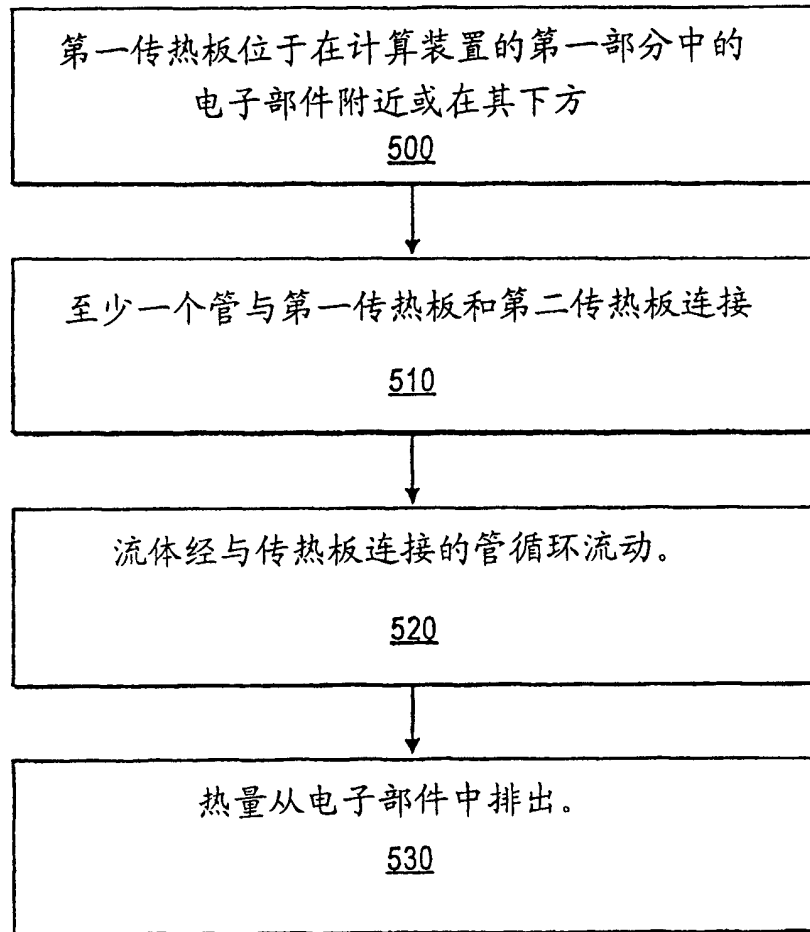 第一传热板位于在计算装置的第一部分中的
电子部件附近或在其下方
500
至少一个管与第一传热板和第二传热板连接
510
流体经与传热板连接的管循环流动。
520
热量从电子部件中排出。
530